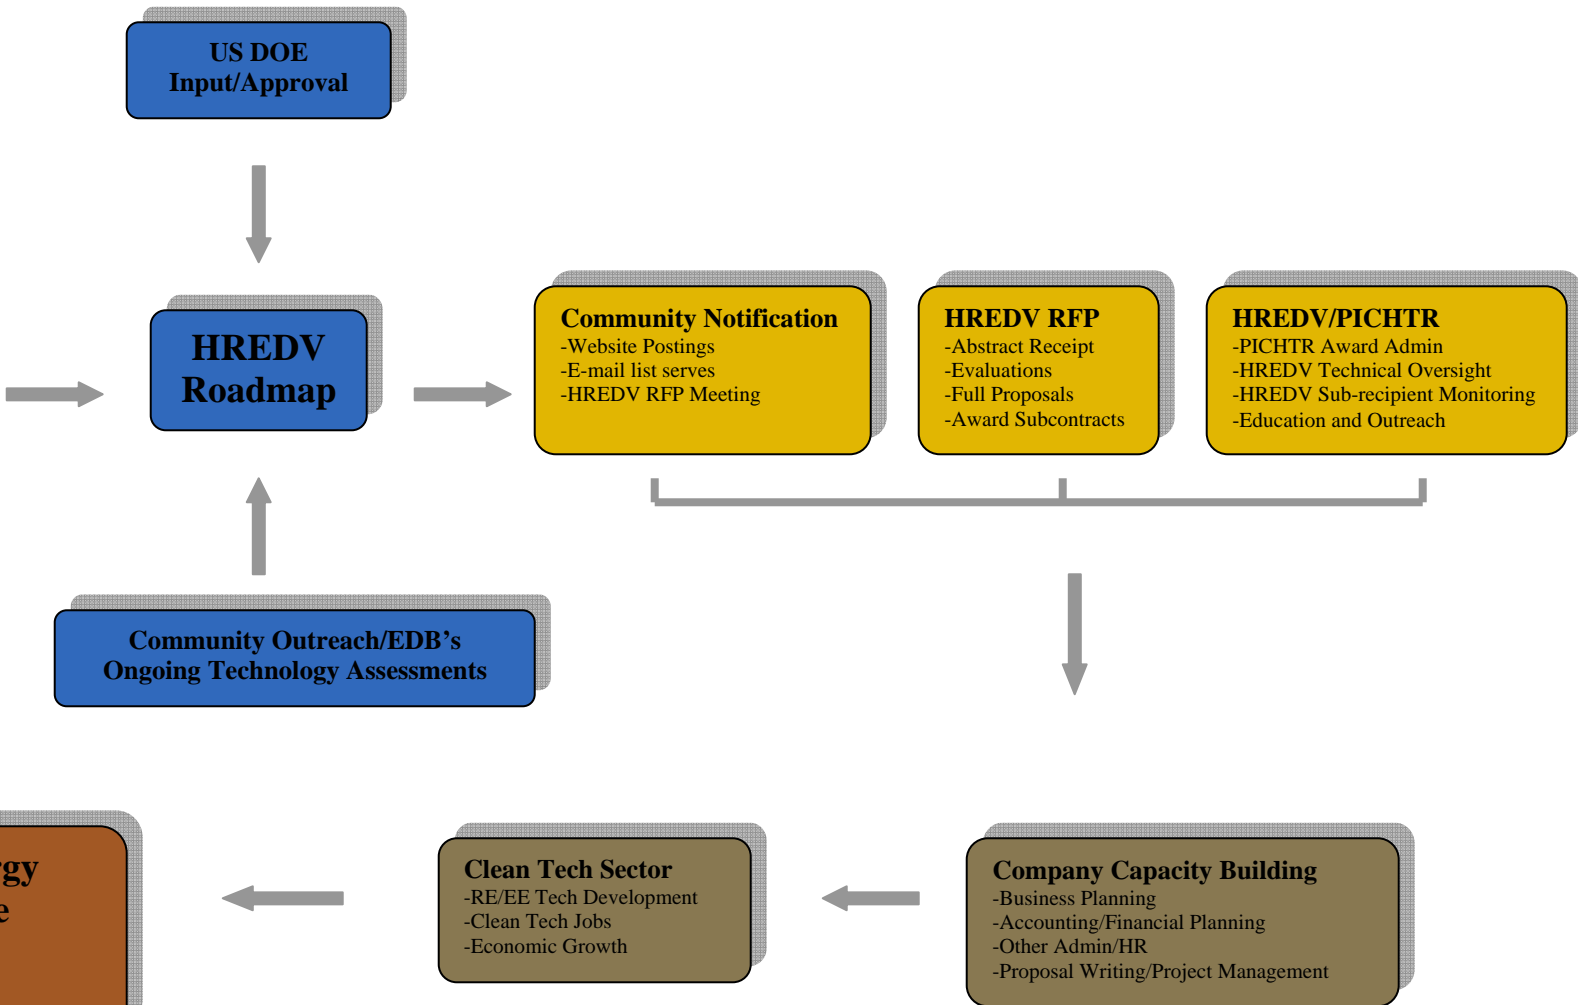 US DOE
Input/Approval
HREDV
Roadmap
Community Notification
-Website Postings
-E-mail list serves
-HREDV RFP Meeting
HREDV RFP
-Abstract Receipt
-Evaluations
-Full Proposals
-Award Subcontracts
HREDV/PICHTR
-PICHTR Award Admin
-HREDV Technical Oversight
-HREDV Sub-recipient Monitoring
-Education and Outreach
Community Outreach/EDB’s
Ongoing Technology Assessments
Clean Tech Sector
-RE/EE Tech Development
-Clean Tech Jobs
-Economic Growth
Company Capacity Building
-Business Planning
-Accounting/Financial Planning
-Other Admin/HR
-Proposal Writing/Project Management